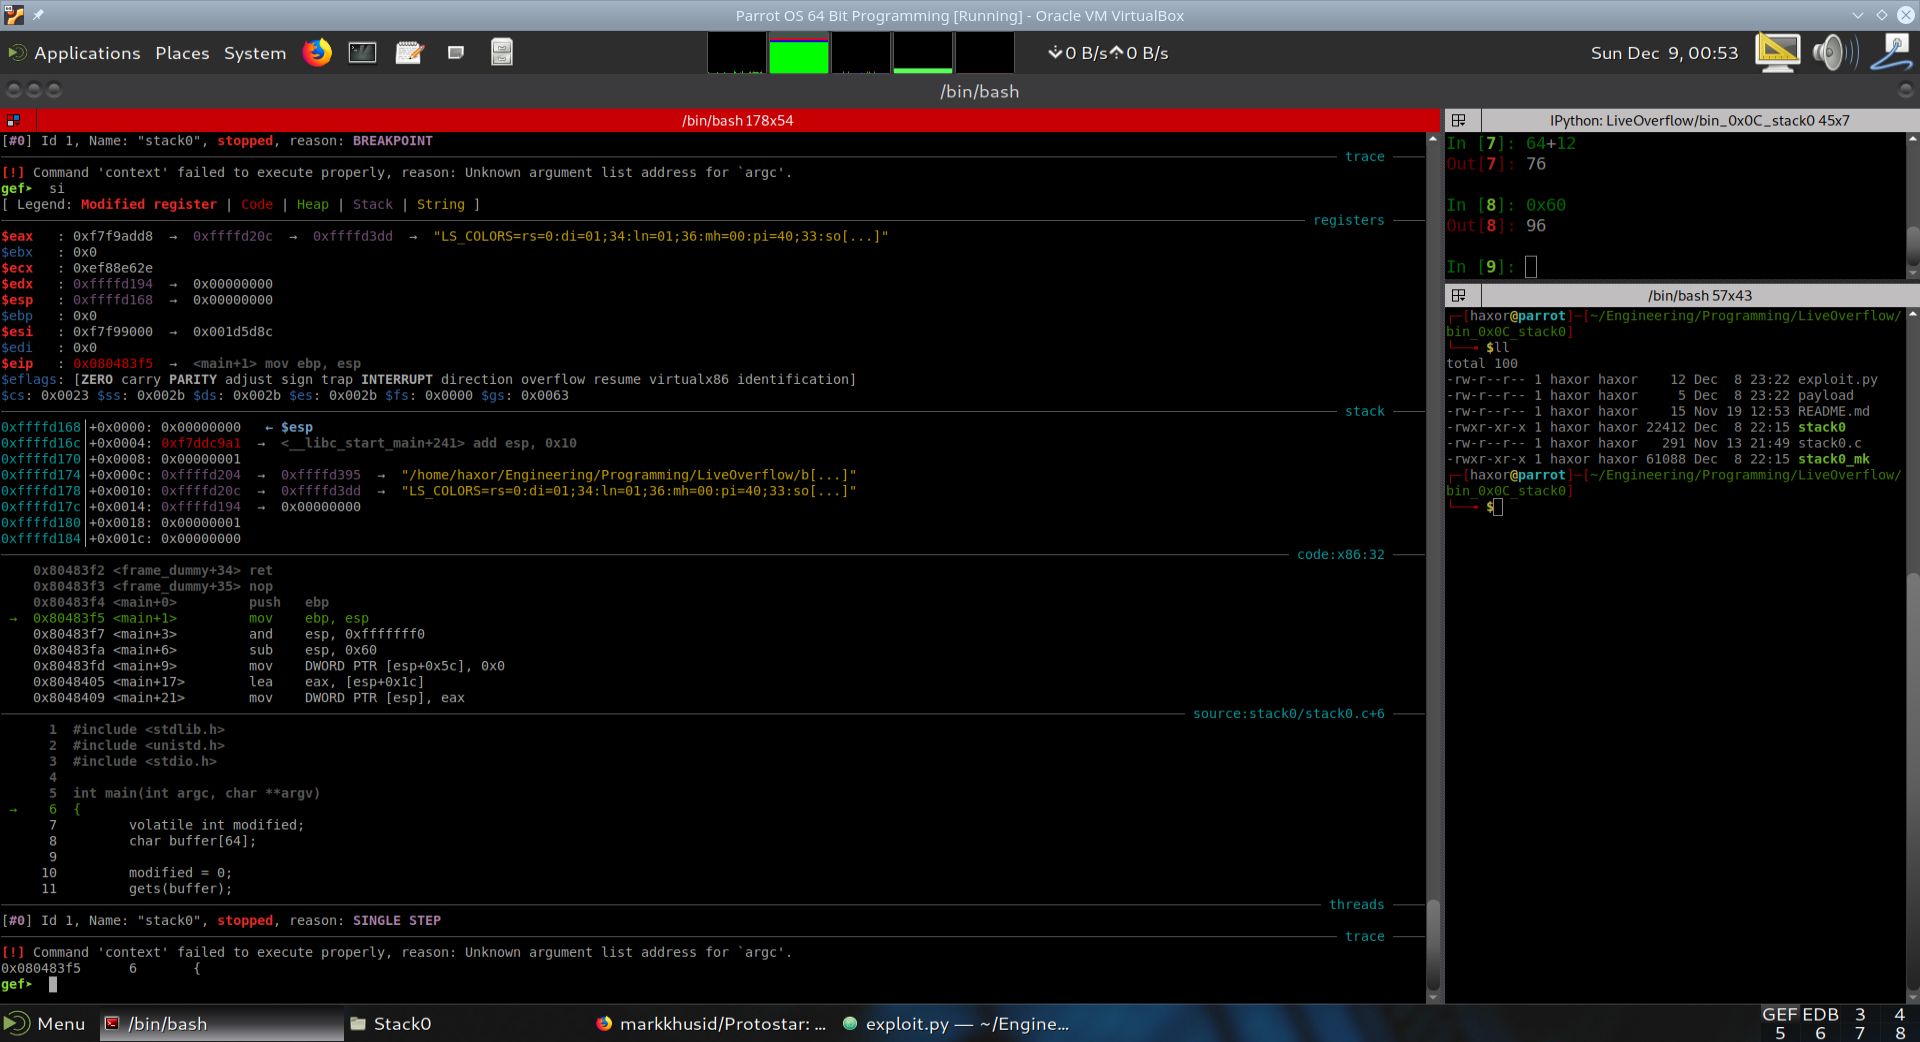 Parrot OS 64 Bit Programming [Running] - Oracle VM VirtualBox
Applications Places System
0 B/s 0 B/s
Sun Dec 9, 00:53
/bin/bash
/bin/bash 178x54
[#0] Id 1, Name: "stack0", stopped, reason: BREAKPOINT
trace
[!] Command 'context' failed to execute properly, reason: Unknown argument list address for `argc'.
gef➤ si
[ Legend: Modified register | Code | Heap | Stack | String ]
registers
$eax : 0xf7f9add8 → 0xffffd20c → 0xffffd3dd → "LS_COLORS=rs=0:di=01;34:ln=01;36:mh=00:pi=40;33:so[...]"
$ebx : 0x0
$ecx : 0xef88e62e
$edx : 0xffffd194 → 0x00000000
$esp : 0xffffd168 → 0x00000000
$ebp : 0x0
$esi : 0xf7f99000 → 0x001d5d8c
$edi : 0x0
$eip : 0x080483f5 → <main+1> mov ebp, esp
$eflags: [ZERO carry PARITY adjust sign trap INTERRUPT direction overflow resume virtualx86 identification]
$cs: 0x0023 $ss: 0x002b $ds: 0x002b $es: 0x002b $fs: 0x0000 $gs: 0x0063
stack
0xffffd168│+0x0000: 0x00000000 ← $esp
0xffffd16c│+0x0004: 0xf7ddc9a1 → <__libc_start_main+241> add esp, 0x10
0xffffd170│+0x0008: 0x00000001
0xffffd174│+0x000c: 0xffffd204 → 0xffffd395 → "/home/haxor/Engineering/Programming/LiveOverflow/b[...]"
0xffffd178│+0x0010: 0xffffd20c → 0xffffd3dd → "LS_COLORS=rs=0:di=01;34:ln=01;36:mh=00:pi=40;33:so[...]"
0xffffd17c│+0x0014: 0xffffd194 → 0x00000000
0xffffd180│+0x0018: 0x00000001
0xffffd184│+0x001c: 0x00000000
code:x86:32
0x80483f2 <frame_dummy+34> ret
0x80483f3 <frame_dummy+35> nop
0x80483f4 <main+0> push ebp
→ 0x80483f5 <main+1> mov ebp, esp
0x80483f7 <main+3> and esp, 0xfffffff0
0x80483fa <main+6> sub esp, 0x60
0x80483fd <main+9> mov DWORD PTR [esp+0x5c], 0x0
0x8048405 <main+17> lea eax, [esp+0x1c]
0x8048409 <main+21> mov DWORD PTR [esp], eax
source:stack0/stack0.c+6
1 #include <stdlib.h>
2 #include <unistd.h>
3 #include <stdio.h>
4
5 int main(int argc, char **argv)
→ 6 {
7 volatile int modified;
8 char buffer[64];
9
10 modified = 0;
11 gets(buffer);
threads
[#0] Id 1, Name: "stack0", stopped, reason: SINGLE STEP
trace
[!] Command 'context' failed to execute properly, reason: Unknown argument list address for `argc'.
0x080483f5 6 {
gef➤
IPython: LiveOverflow/bin_0x0C_stack0 45x7
In [7]: 64+12
Out[7]: 76
In [8]: 0x60
Out[8]: 96
In [9]:
/bin/bash 57x43
┌─[haxor@parrot]─[~/Engineering/Programming/LiveOverflow/
bin_0x0C_stack0]
└──╼ $ll
total 100
-rw-r--r-- 1 haxor haxor 12 Dec 8 23:22 exploit.py
-rw-r--r-- 1 haxor haxor 5 Dec 8 23:22 payload
-rw-r--r-- 1 haxor haxor 15 Nov 19 12:53 README.md
-rwxr-xr-x 1 haxor haxor 22412 Dec 8 22:15 stack0
-rw-r--r-- 1 haxor haxor 291 Nov 13 21:49 stack0.c
-rwxr-xr-x 1 haxor haxor 61088 Dec 8 22:15 stack0_mk
┌─[haxor@parrot]─[~/Engineering/Programming/LiveOverflow/
bin_0x0C_stack0]
└──╼ $
Menu /bin/bash Stack0 markkhusid/Protostar: ... exploit.py — ~/Engine...
GEF EDB 3 4
5 6 7 8